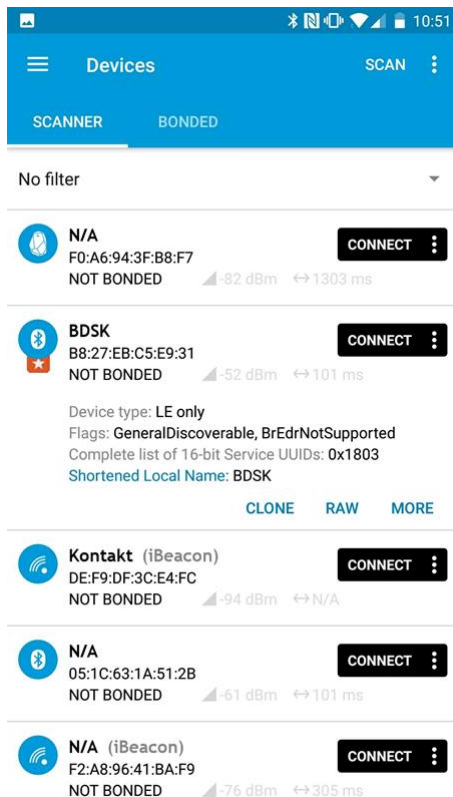 10:51
Devices SCAN
SCANNER BONDED
No filter
N/A
F0:A6:94:3F:B8:F7
NOT BONDED -82 dBm 1303 ms
CONNECT
BDSK
B8:27:EB:C5:E9:31
NOT BONDED -52 dBm 101 ms
CONNECT
Device type: LE only
Flags: GeneralDiscoverable, BrEdrNotSupported
Complete list of 16-bit Service UUIDs: 0x1803
Shortened Local Name: BDSK
CLONE RAW MORE
Kontakt (iBeacon)
DE:F9:DF:3C:E4:FC
NOT BONDED -94 dBm N/A
CONNECT
N/A
05:1C:63:1A:51:2B
NOT BONDED -61 dBm 101 ms
CONNECT
N/A (iBeacon)
F2:A8:96:41:BA:F9
NOT BONDED -76 dBm 305 ms
CONNECT